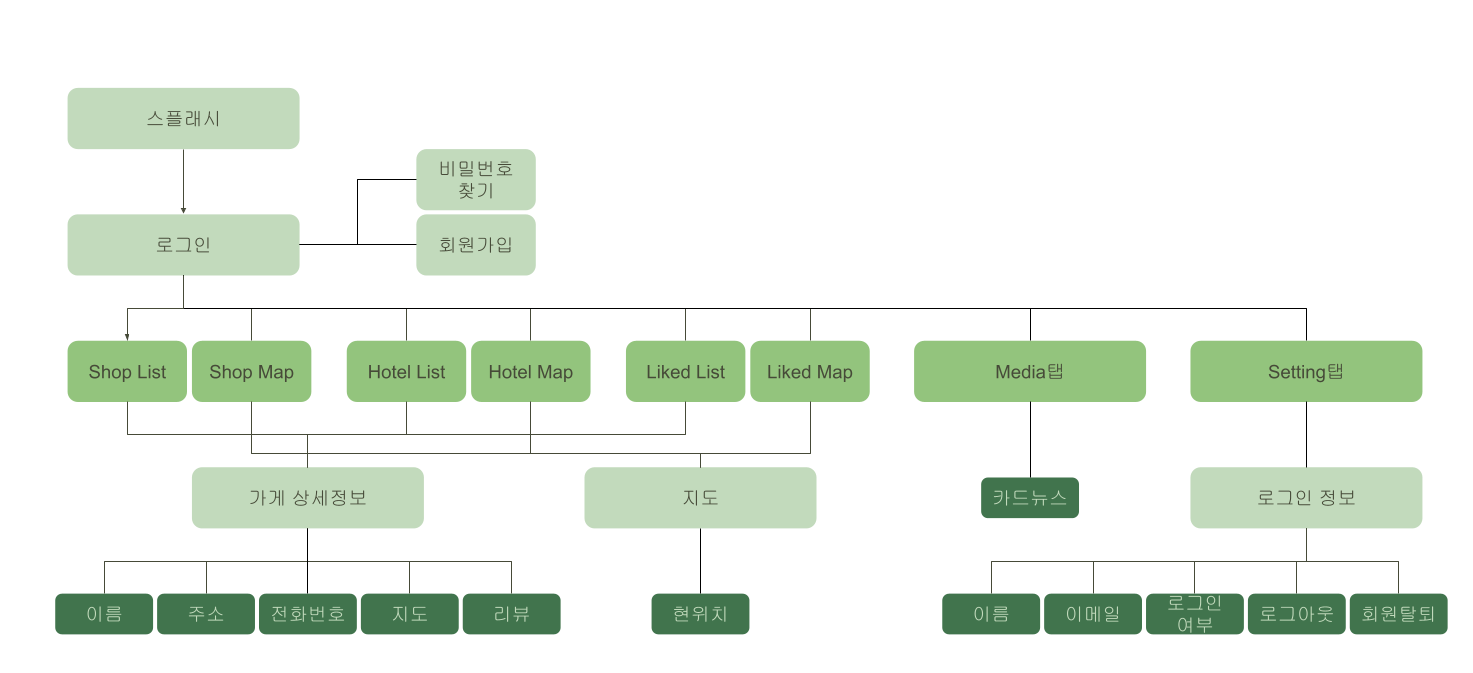 스플래시
비밀번호
찾기
로그인
회원가입
Shop List
Shop Map
Hotel List
Hotel Map
Liked List
Liked Map
Media탭
Setting탭
가게 상세정보
지도
카드뉴스
로그인 정보
이름
주소
전화번호
지도
리뷰
현위치
이름
이메일
로그인
여부
로그아웃
회원탈퇴